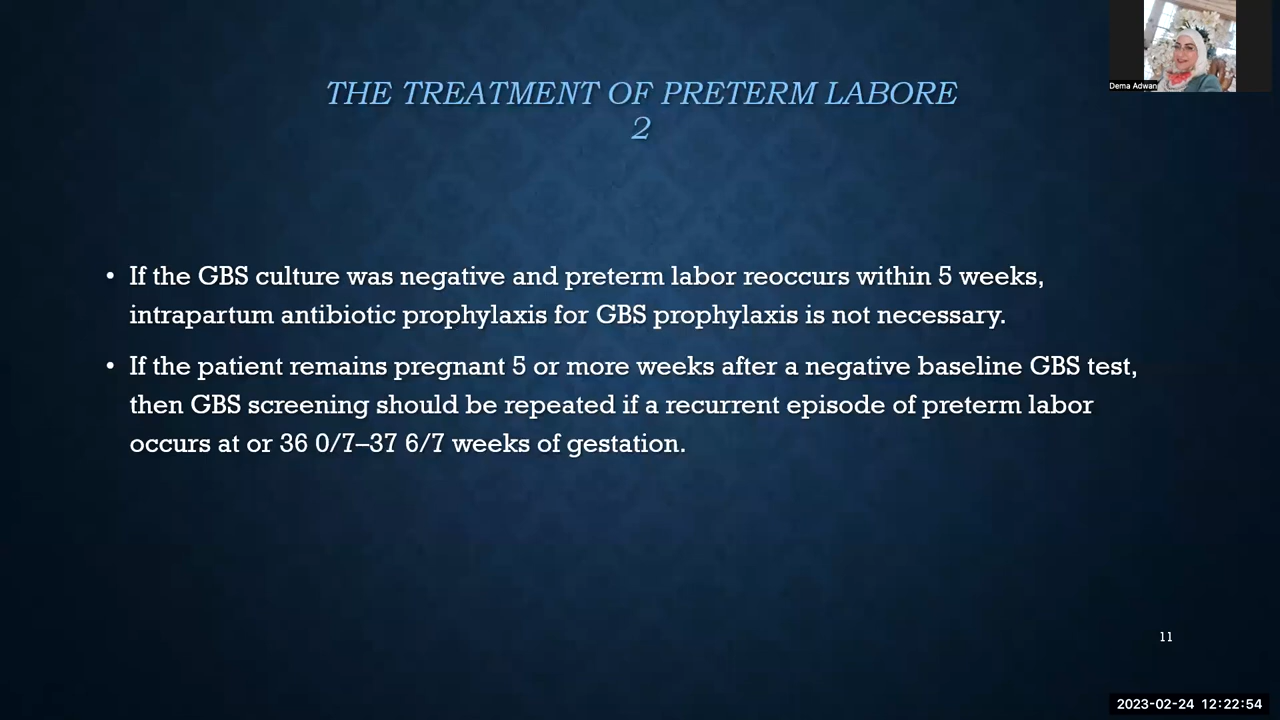 Dema Adwan
THE TREATMENT OF PRETERM LABORE
2
• If the GBS culture was negative and preterm labor reoccurs within 5 weeks,
intrapartum antibiotic prophylaxis for GBS prophylaxis is not necessary.
• If the patient remains pregnant 5 or more weeks after a negative baseline GBS test,
then GBS screening should be repeated if a recurrent episode of preterm labor
occurs at or 36 0/7–37 6/7 weeks of gestation.
11
2023-02-24 12:22:54